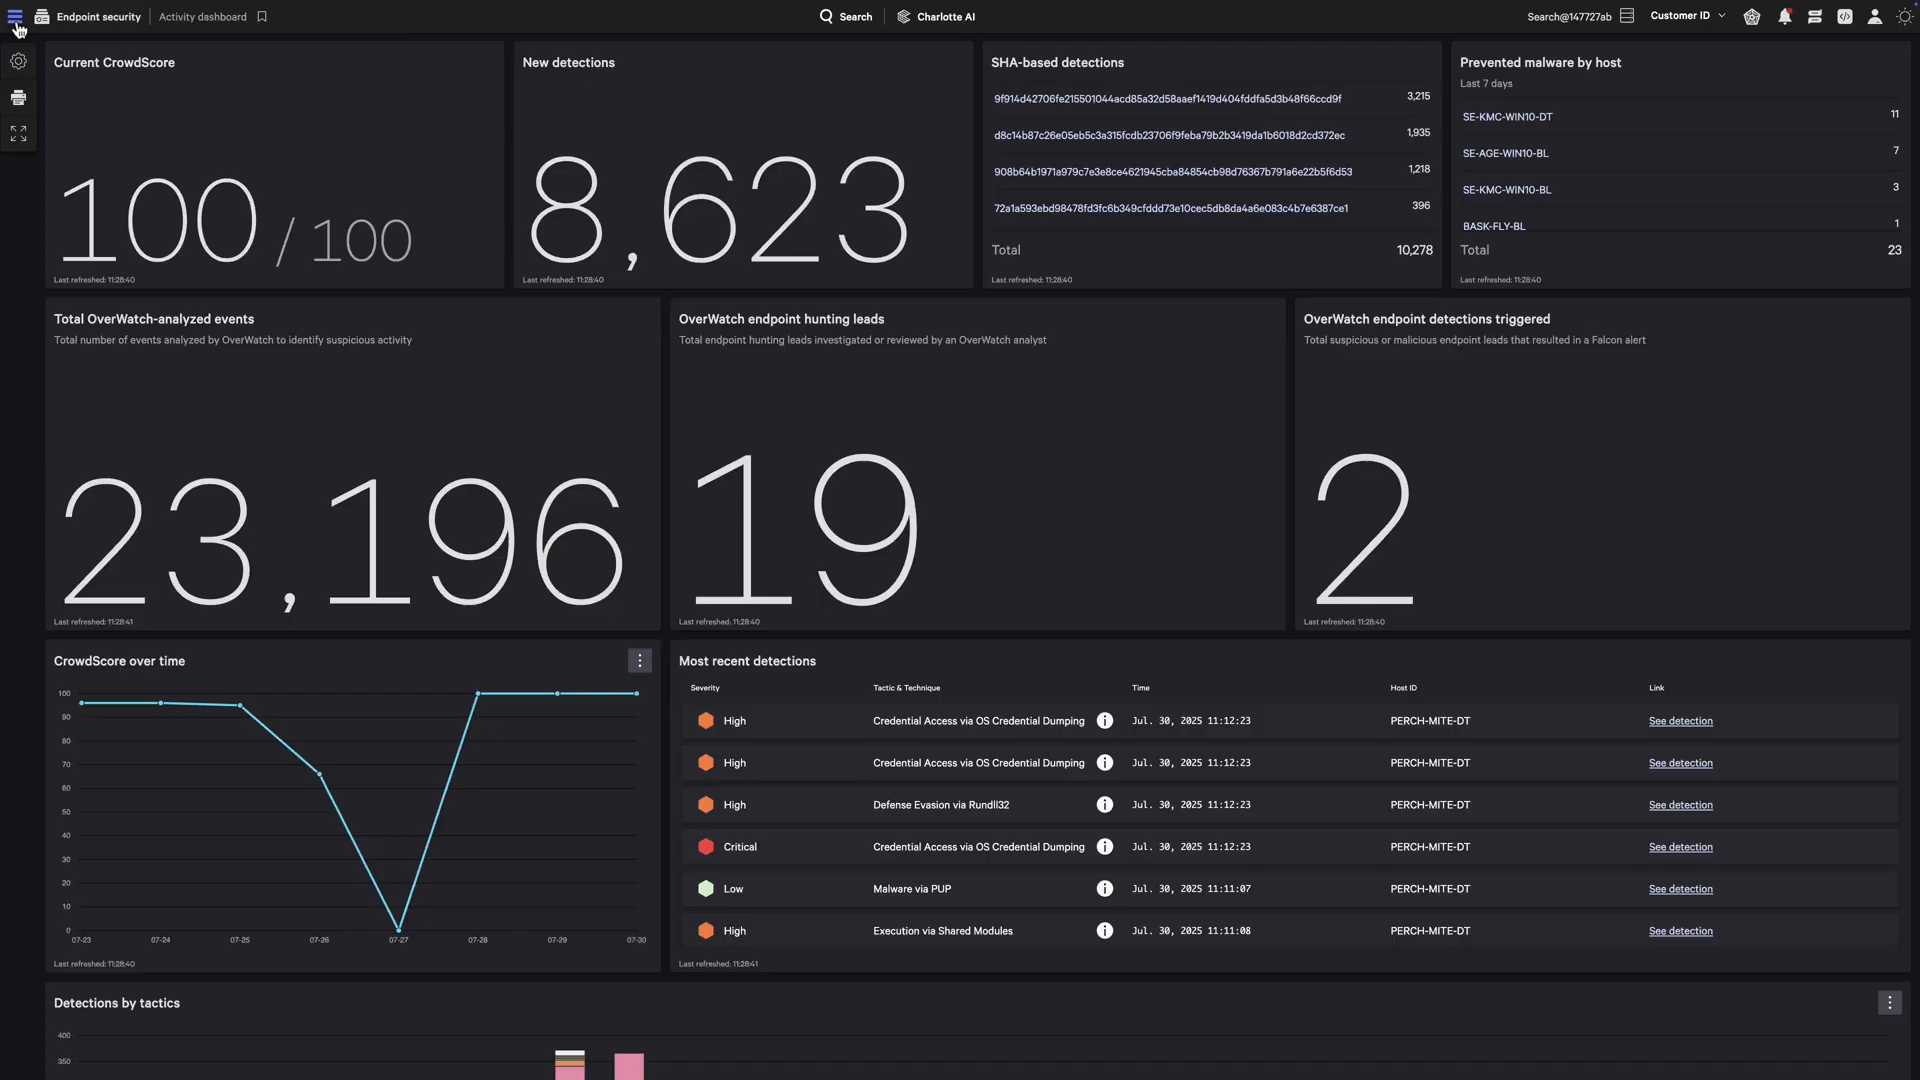 Endpoint security
Activity dashboard
Search
Charlotte AI
Search@147727ab
Customer ID
Current CrowdScore
100 / 100
Last refreshed: 11:28:40
New detections
8,623
Last refreshed: 11:28:40
SHA-based detections
9f914d42706fe215501044acd85a32d58aaef1419d404fddfa5d3b48f66ccd9f 3,215
d8c14b87c26e05eb5c3a315fcdb23706f9feba79b2b3419da1b6018d2cd372ec 1,935
908b64b1971a979c7e3e8ce4621945cba84854cb98d76367b791a6e22b5f6d53 1,218
72a1a593ebd98478fd3fc6b349cfddd73e10cec5db8da4a6e083c4b7e6387ce1 396
Total 10,278
Last refreshed: 11:28:40
Prevented malware by host
Last 7 days
SE-KMC-WIN10-DT 11
SE-AGE-WIN10-BL 7
SE-KMC-WIN10-BL 3
BASK-FLY-BL 1
Total 23
Last refreshed: 11:28:40
Total OverWatch-analyzed events
Total number of events analyzed by OverWatch to identify suspicious activity
23,196
Last refreshed: 11:28:41
OverWatch endpoint hunting leads
Total endpoint hunting leads investigated or reviewed by an OverWatch analyst
19
Last refreshed: 11:28:40
OverWatch endpoint detections triggered
Total suspicious or malicious endpoint leads that resulted in a Falcon alert
2
Last refreshed: 11:28:40
CrowdScore over time
100
90
80
70
60
50
40
30
20
10
0
07-23 07-24 07-25 07-26 07-27 07-28 07-29 07-30
Last refreshed: 11:28:40
Most recent detections
Severity Tactic & Technique Time Host ID Link
High Credential Access via OS Credential Dumping Jul. 30, 2025 11:12:23 PERCH-MITE-DT See detection
High Credential Access via OS Credential Dumping Jul. 30, 2025 11:12:23 PERCH-MITE-DT See detection
High Defense Evasion via Rundll32 Jul. 30, 2025 11:12:23 PERCH-MITE-DT See detection
Critical Credential Access via OS Credential Dumping Jul. 30, 2025 11:12:23 PERCH-MITE-DT See detection
Low Malware via PUP Jul. 30, 2025 11:11:07 PERCH-MITE-DT See detection
High Execution via Shared Modules Jul. 30, 2025 11:11:08 PERCH-MITE-DT See detection
Last refreshed: 11:28:41
Detections by tactics
400
350